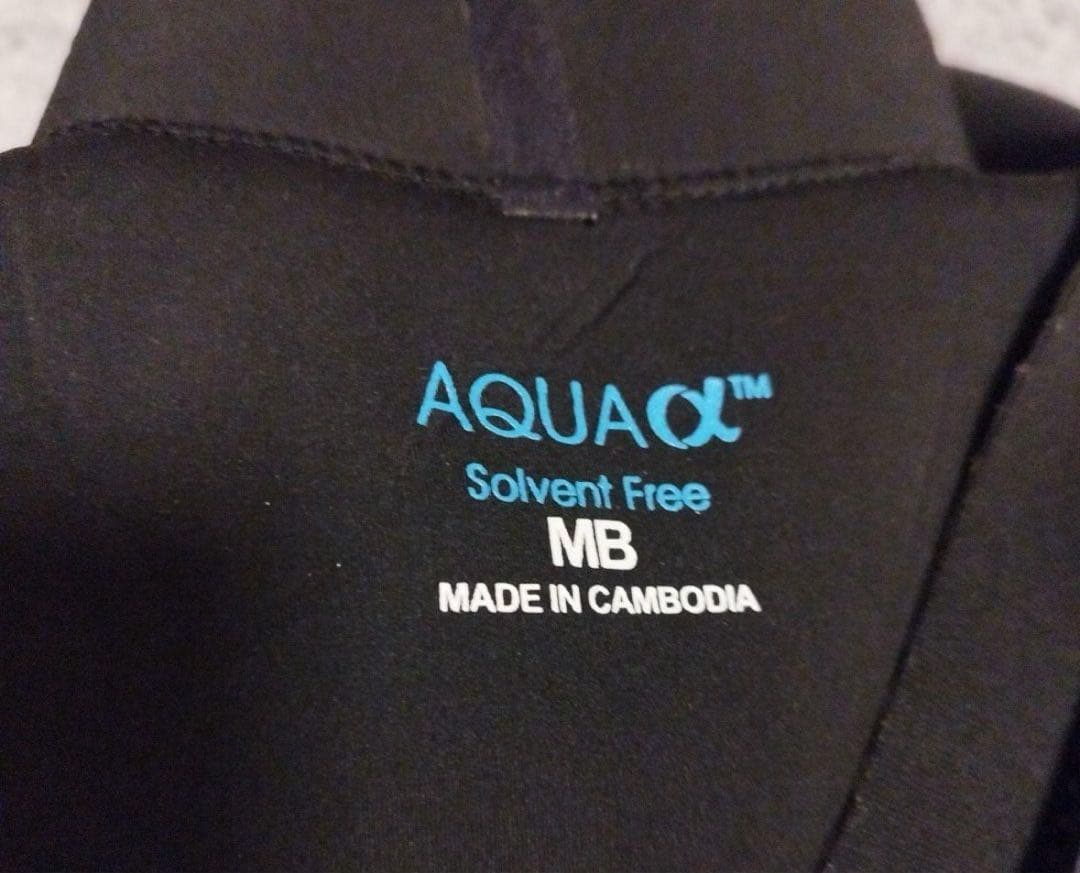 AQUAα™
Solvent Free
MB
MADE IN CAMBODIA